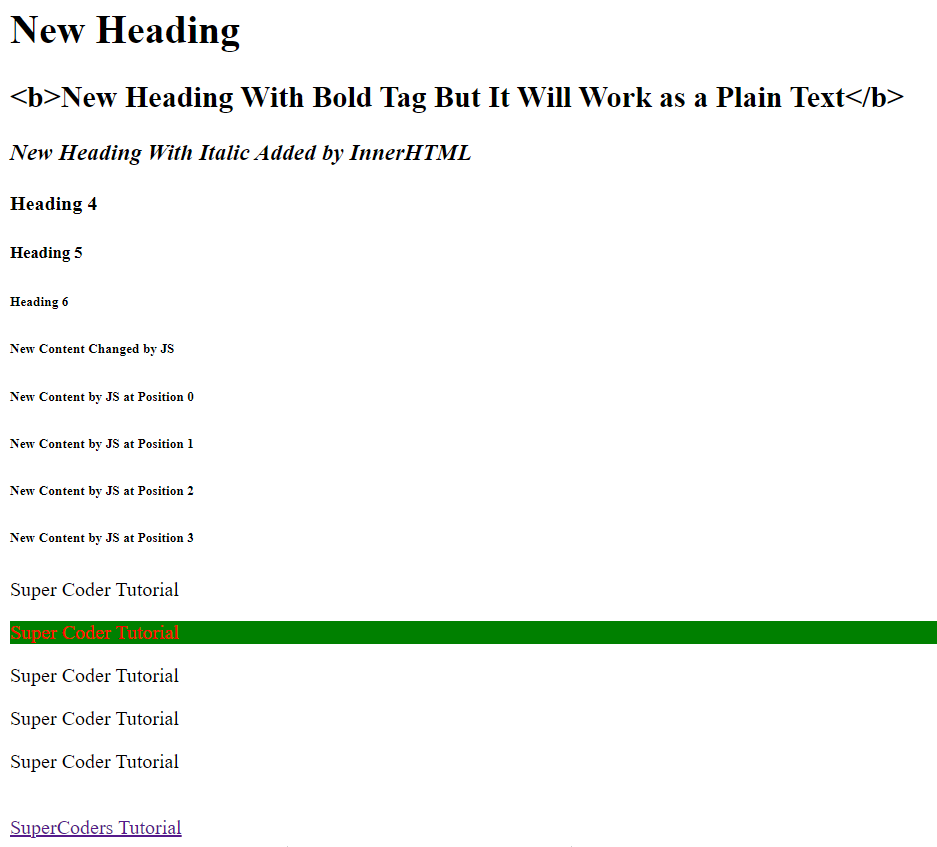 New Heading
<b>New Heading With Bold Tag But It Will Work as a Plain Text</b>
New Heading With Italic Added by InnerHTML
Heading 4
Heading 5
Heading 6
New Content Changed by JS
New Content by JS at Position 0
New Content by JS at Position 1
New Content by JS at Position 2
New Content by JS at Position 3
Super Coder Tutorial
Super Coder Tutorial
Super Coder Tutorial
Super Coder Tutorial
Super Coder Tutorial
SuperCoders Tutorial